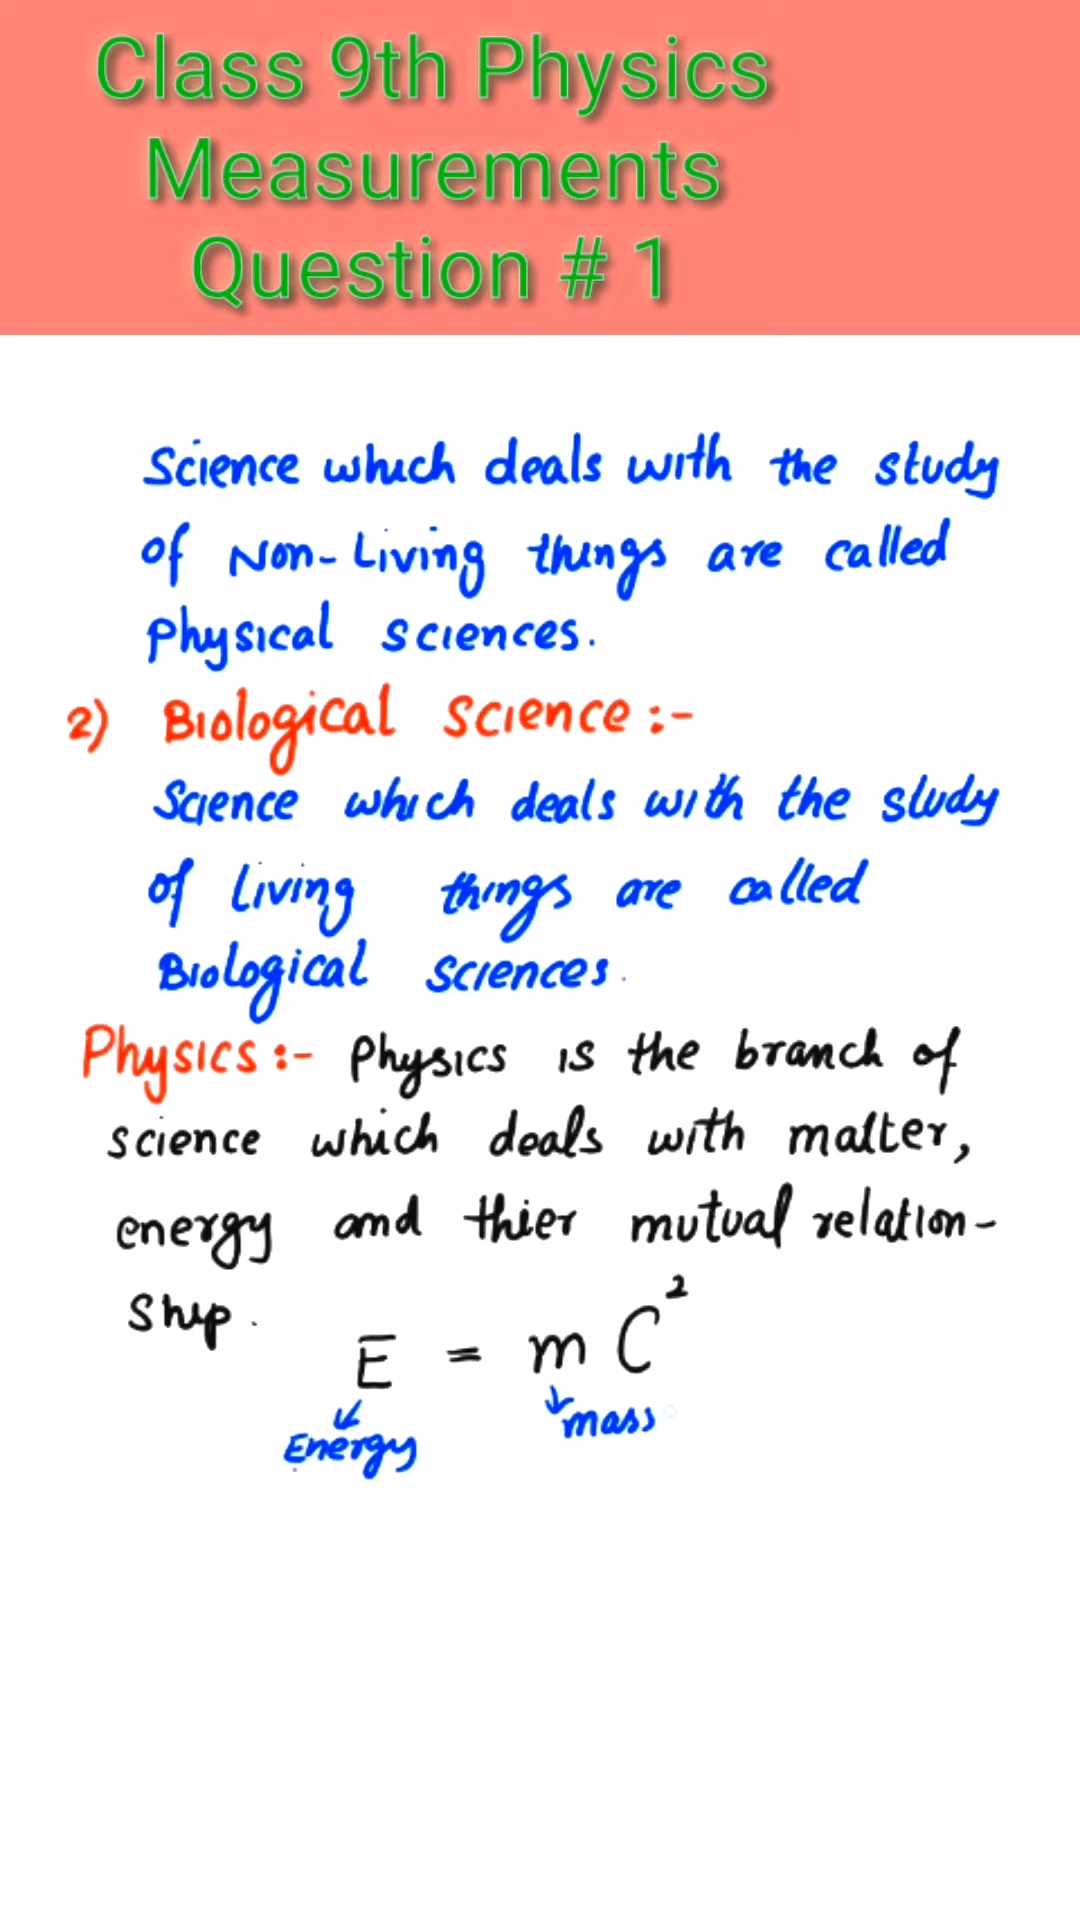 Class 9th Physics
Measurements
Question # 1
Science which deals with the study
of Non-Living things are called
Physical sciences.
2) Biological Science :-
Science which deals with the study
of living things are called
Biological sciences.
Physics :- Physics is the branch of
science which deals with matter,
energy and thier mutual relation-
ship.
E = mC²
Energy mass